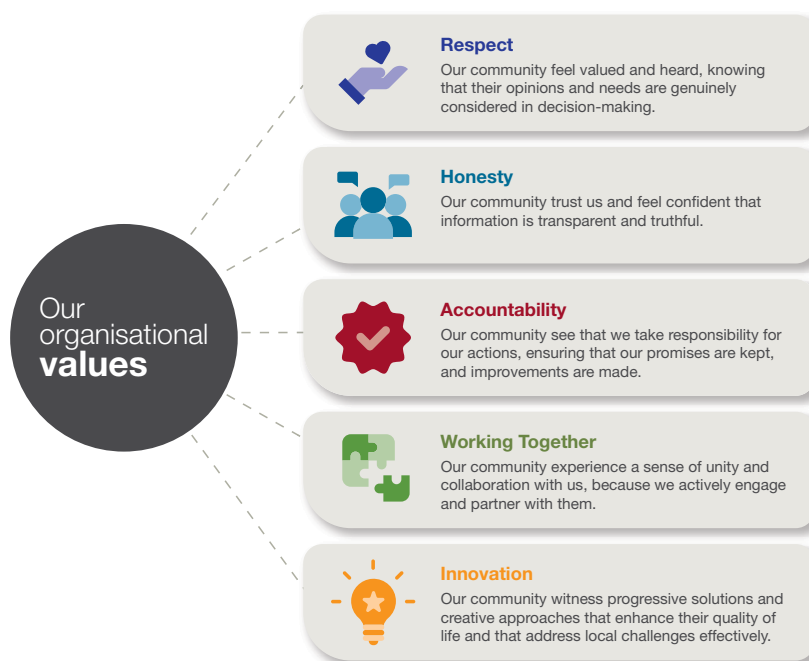 Our
organisational
values
Respect
Our community feel valued and heard, knowing
that their opinions and needs are genuinely
considered in decision-making.
Honesty
Our community trust us and feel confident that
information is transparent and truthful.
Accountability
Our community see that we take responsibility for
our actions, ensuring that our promises are kept,
and improvements are made.
Working Together
Our community experience a sense of unity and
collaboration with us, because we actively engage
and partner with them.
Innovation
Our community witness progressive solutions and
creative approaches that enhance their quality of
life and that address local challenges effectively.